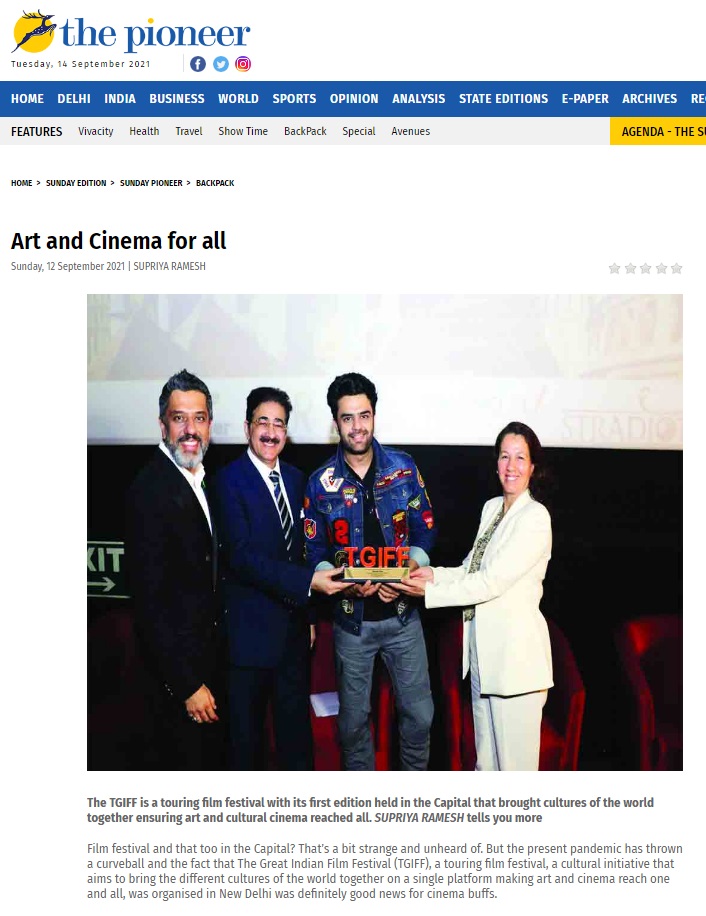 the pioneer
Tuesday, 14 September 2021
HOME DELHI INDIA BUSINESS WORLD SPORTS OPINION ANALYSIS STATE EDITIONS E-PAPER ARCHIVES RE
FEATURES Vivacity Health Travel Show Time BackPack Special Avenues AGENDA - THE SU
HOME > SUNDAY EDITION > SUNDAY PIONEER > BACKPACK
Art and Cinema for all
Sunday, 12 September 2021 | SUPRIYA RAMESH
STRADIO
XIT
TGIFF
The TGIFF is a touring film festival with its first edition held in the Capital that brought cultures of the world
together ensuring art and cultural cinema reached all. SUPRIYA RAMESH tells you more
Film festival and that too in the Capital? That's a bit strange and unheard of. But the present pandemic has thrown
a curveball and the fact that The Great Indian Film Festival (TGIFF), a touring film festival, a cultural initiative that
aims to bring the different cultures of the world together on a single platform making art and cinema reach one
and all, was organised in New Delhi was definitely good news for cinema buffs.